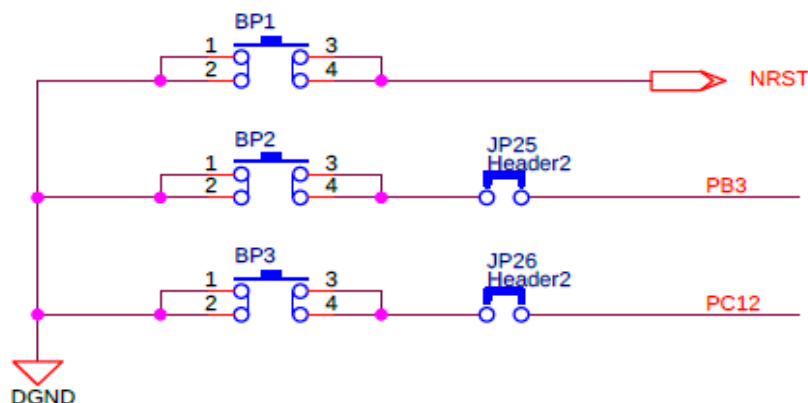 BP1
1 3
2 4
NRST
BP2
1 3
2 4
JP25
Header2
PB3
BP3
1 3
2 4
JP26
Header2
PC12
DGND